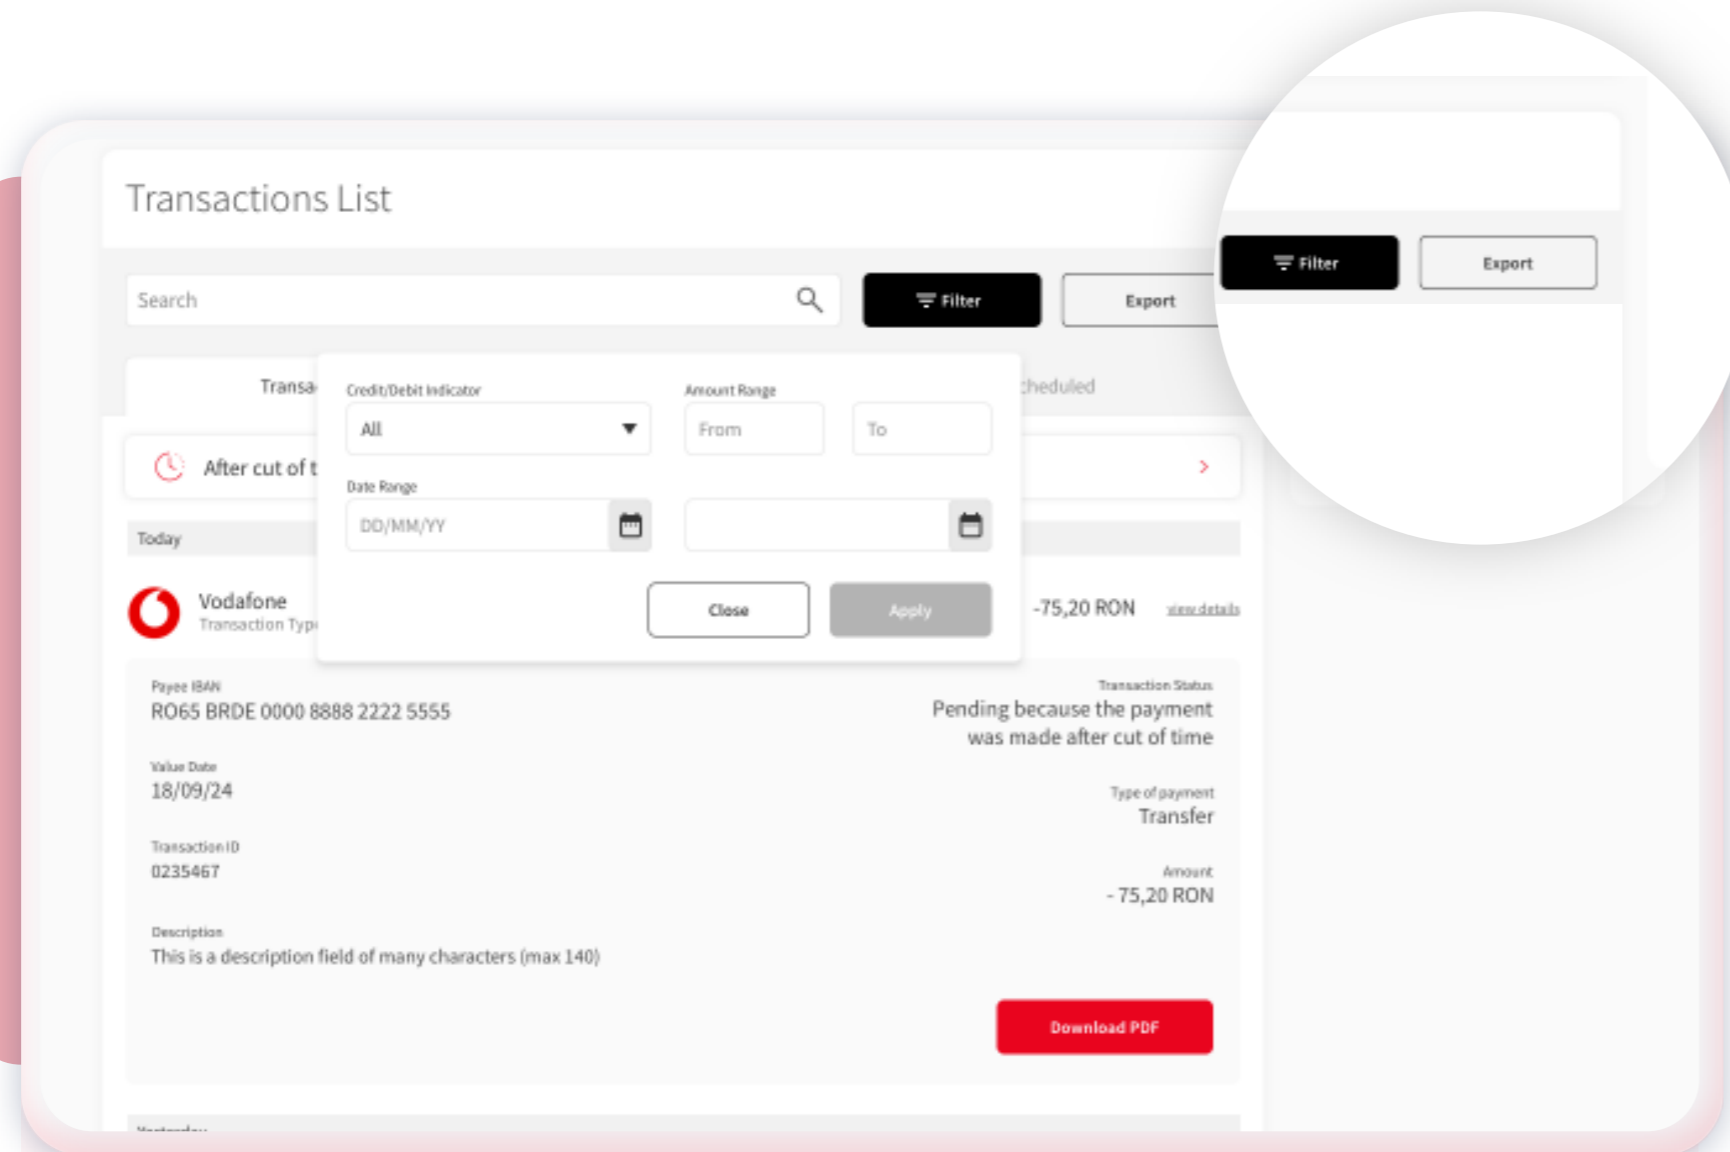 Transactions List
Search
Filter
Export
Filter
Export
Transa
cheduled
Credit/Debit Indicator
Amount Range
All
From
To
After cut of t
Date Range
DD/MM/YY
Today
Close
Apply
Vodafone
Transaction Type
-75,20 RON
view details
Payee IBAN
RO65 BRDE 0000 8888 2222 5555
Transaction Status
Pending because the payment
was made after cut of time
Value Date
18/09/24
Type of payment
Transfer
Transaction ID
0235467
Amount
- 75,20 RON
Description
This is a description field of many characters (max 140)
Download PDF
Yesterday